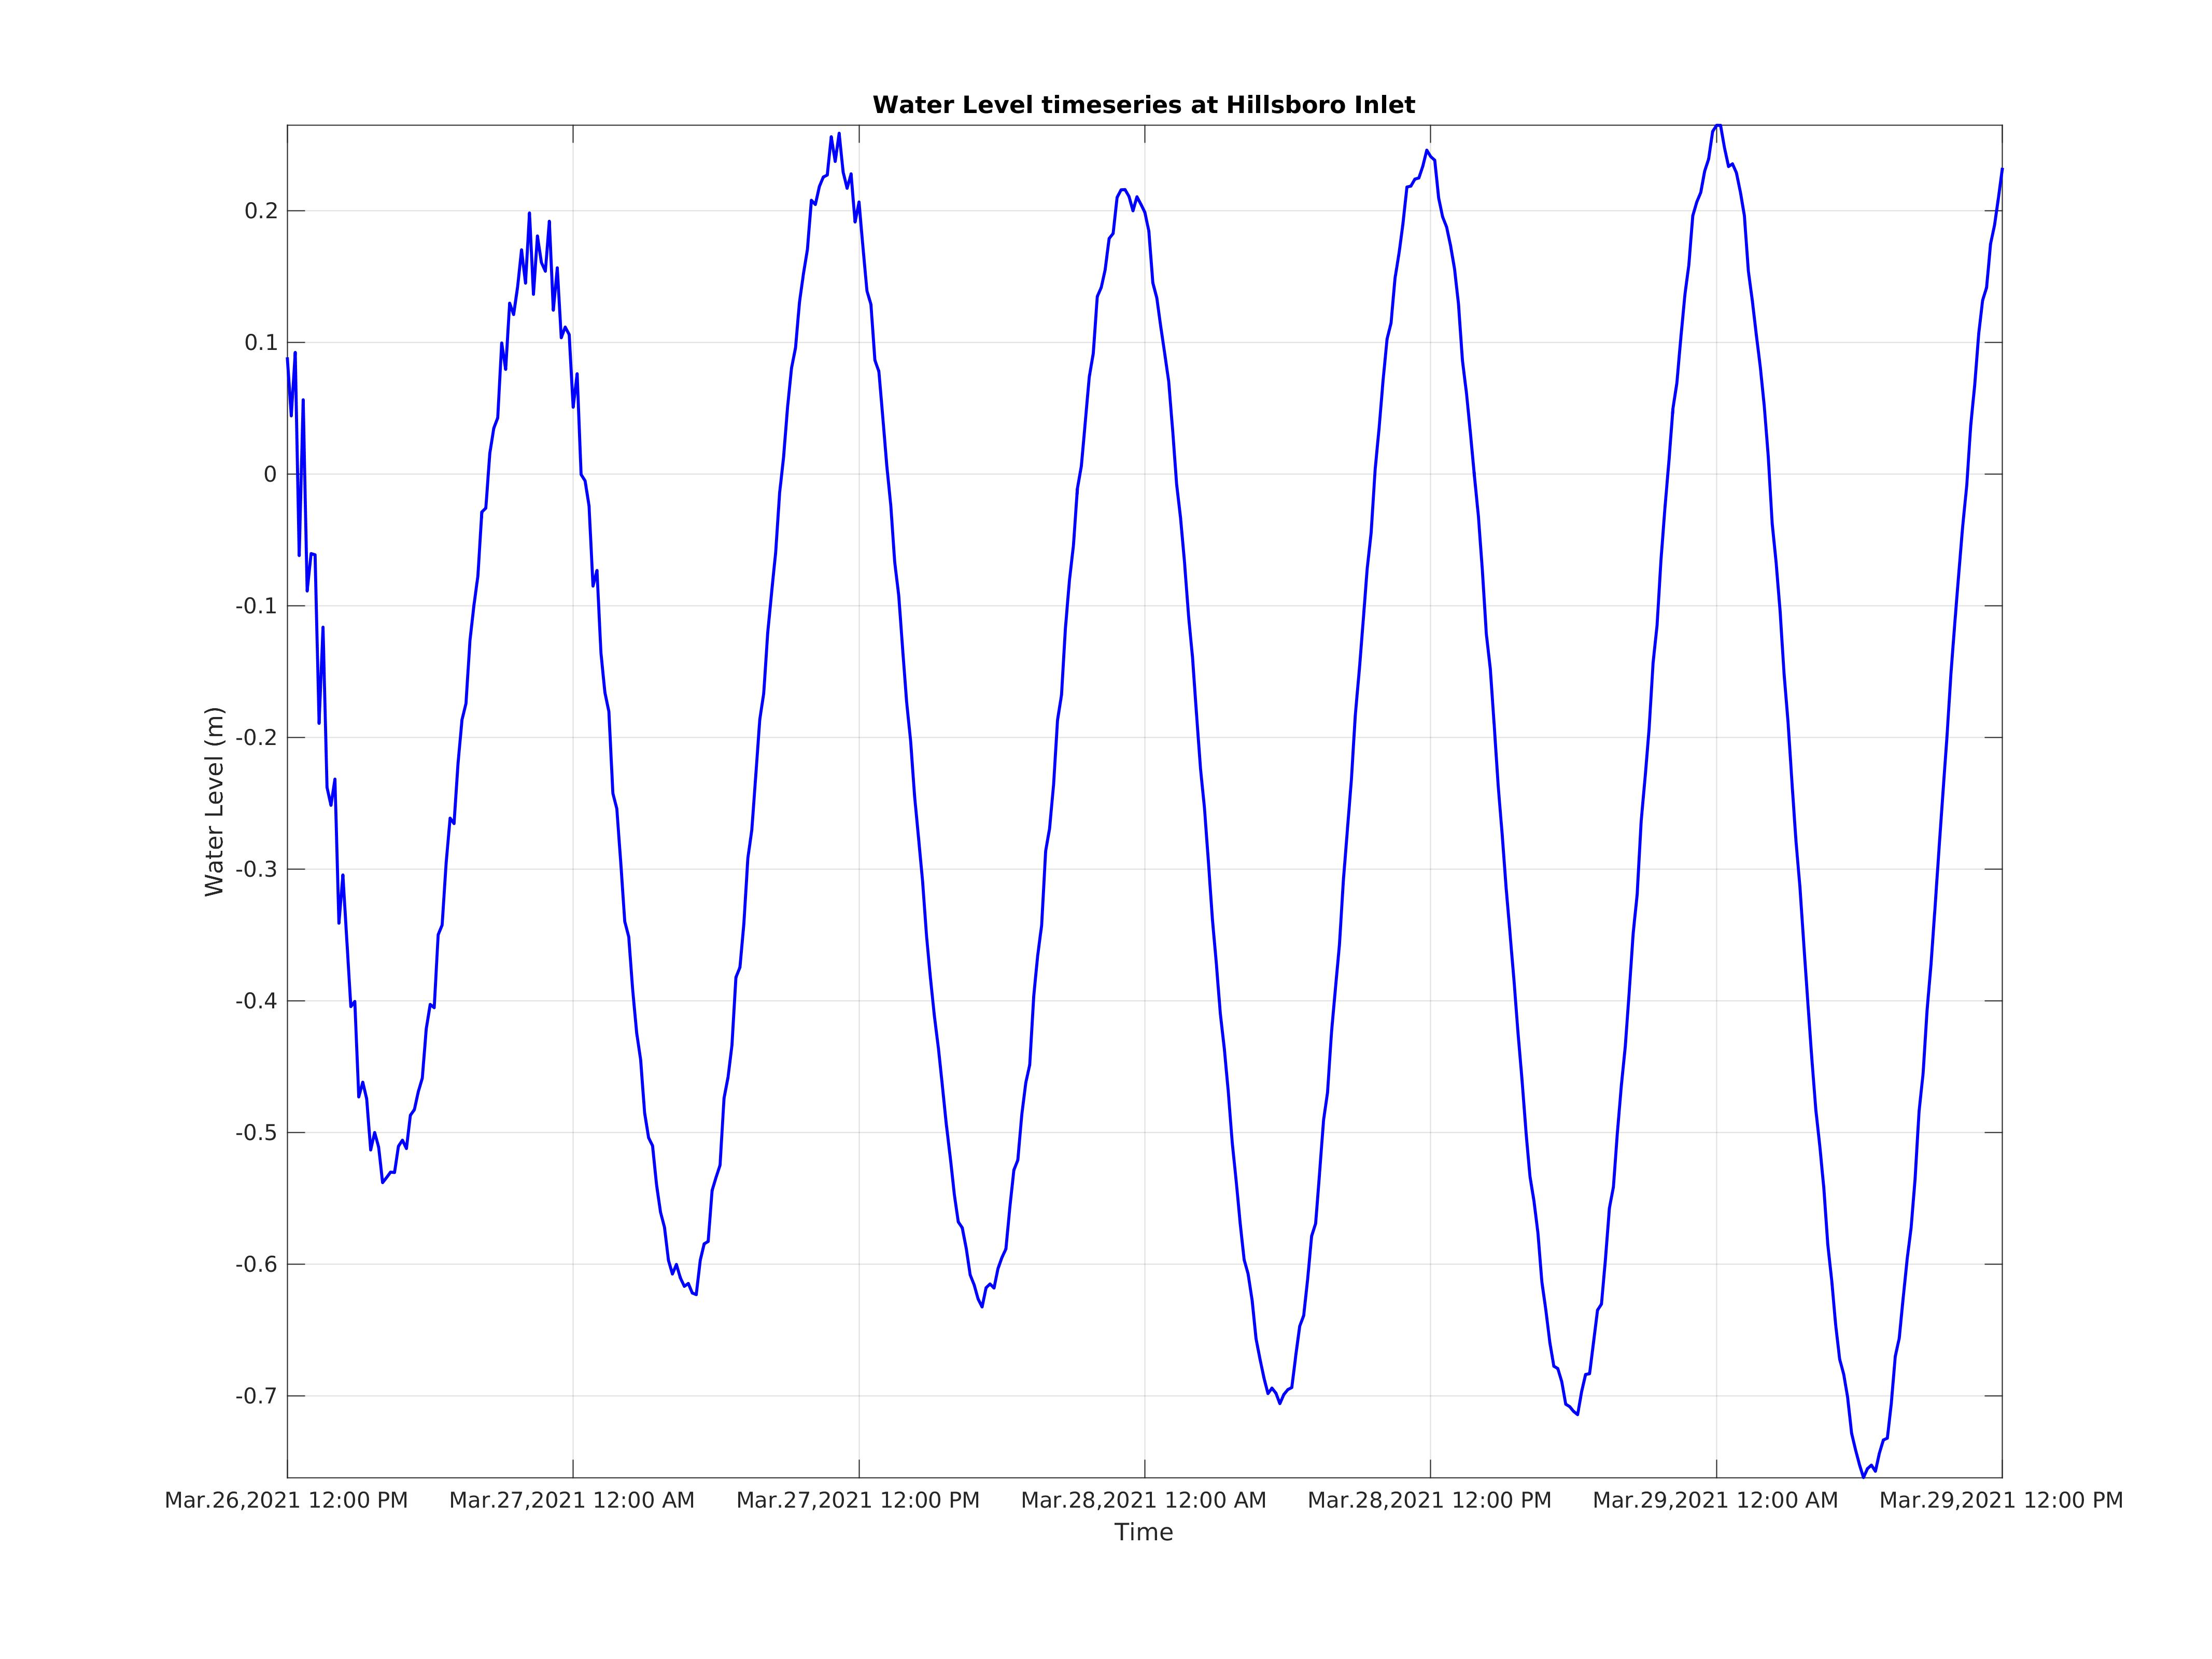 Water Level timeseries at Hillsboro Inlet
0.2
0.1
0
-0.1
-0.2
-0.3
-0.4
-0.5
-0.6
-0.7
Water Level (m)
Mar.26,2021 12:00 PM
Mar.27,2021 12:00 AM
Mar.27,2021 12:00 PM
Mar.28,2021 12:00 AM
Mar.28,2021 12:00 PM
Mar.29,2021 12:00 AM
Mar.29,2021 12:00 PM
Time